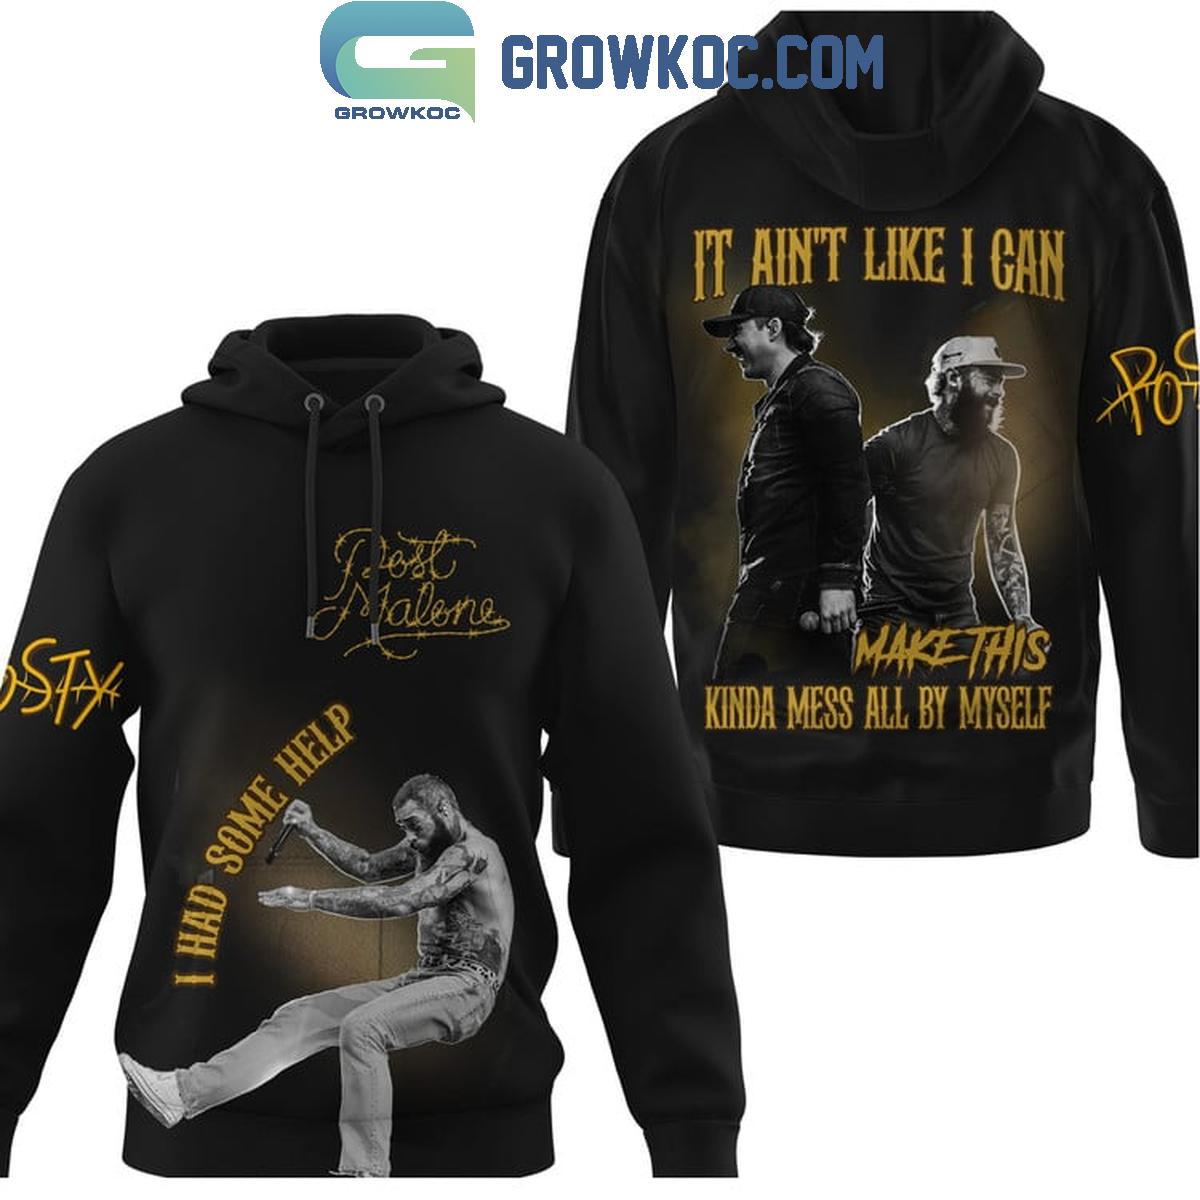 GROWKOC
GROWKOC.COM
IT AIN'T LIKE I CAN
MAKE THIS
KINDA MESS ALL BY MYSELF
POS
Post
Malone
OSTY
I HAD SOME HELP